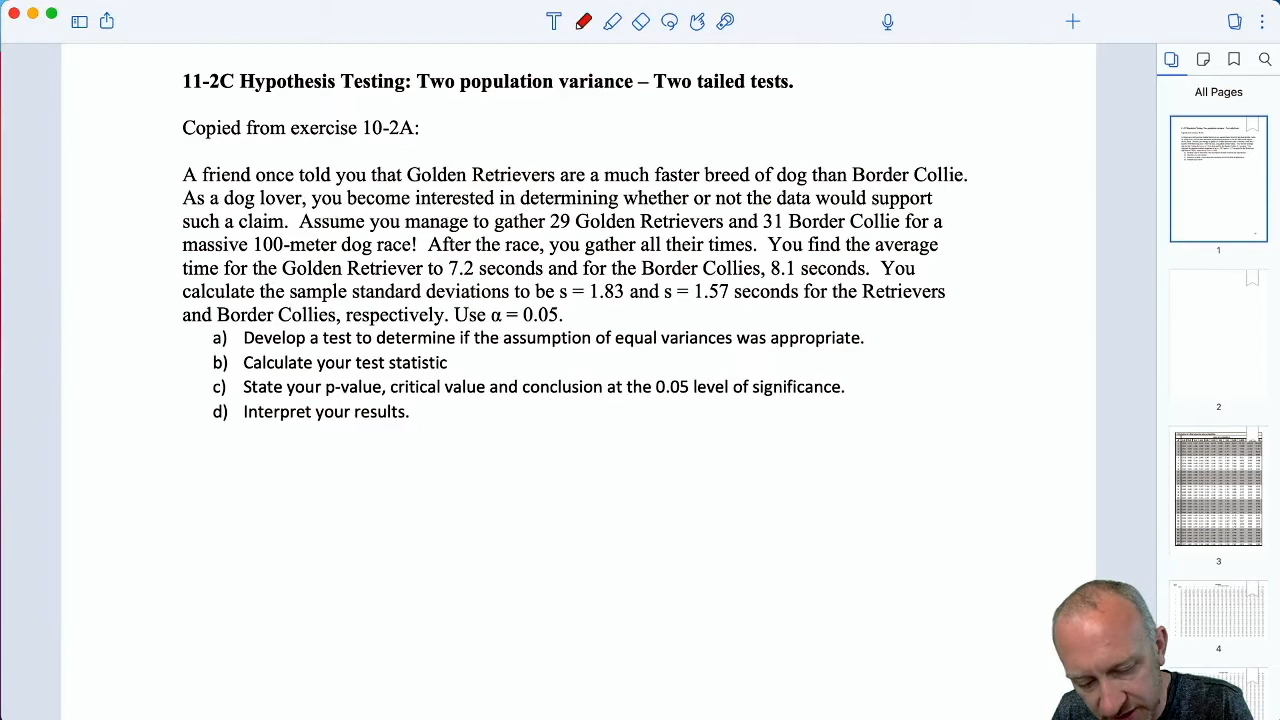 11-2C Hypothesis Testing: Two population variance – Two tailed tests.
Copied from exercise 10-2A:
A friend once told you that Golden Retrievers are a much faster breed of dog than Border Collie.
As a dog lover, you become interested in determining whether or not the data would support
such a claim.  Assume you manage to gather 29 Golden Retrievers and 31 Border Collie for a
massive 100-meter dog race!  After the race, you gather all their times.  You find the average
time for the Golden Retriever to 7.2 seconds and for the Border Collies, 8.1 seconds.  You
calculate the sample standard deviations to be s = 1.83 and s = 1.57 seconds for the Retrievers
and Border Collies, respectively. Use α = 0.05.
a) Develop a test to determine if the assumption of equal variances was appropriate.
b) Calculate your test statistic
c) State your p-value, critical value and conclusion at the 0.05 level of significance.
d) Interpret your results.
All Pages
1
2
3
4